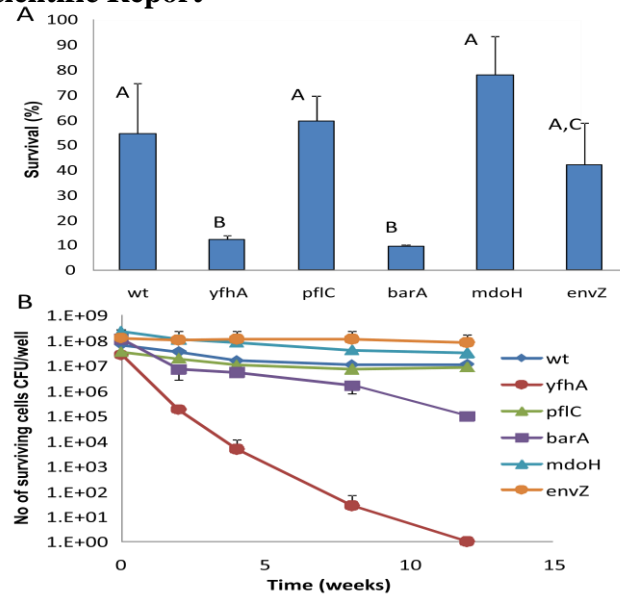 A
Survival (%)
100
90
80
70
60
50
40
30
20
10
0
A
B
A
B
A
A,C
wt
yfhA
pflC
barA
mdoH
envZ
B
No of surviving cells CFU/well
1.E+09
1.E+08
1.E+07
1.E+06
1.E+05
1.E+04
1.E+03
1.E+02
1.E+01
1.E+00
0
5
10
15
Time (weeks)
wt
yfhA
pflC
barA
mdoH
envZ